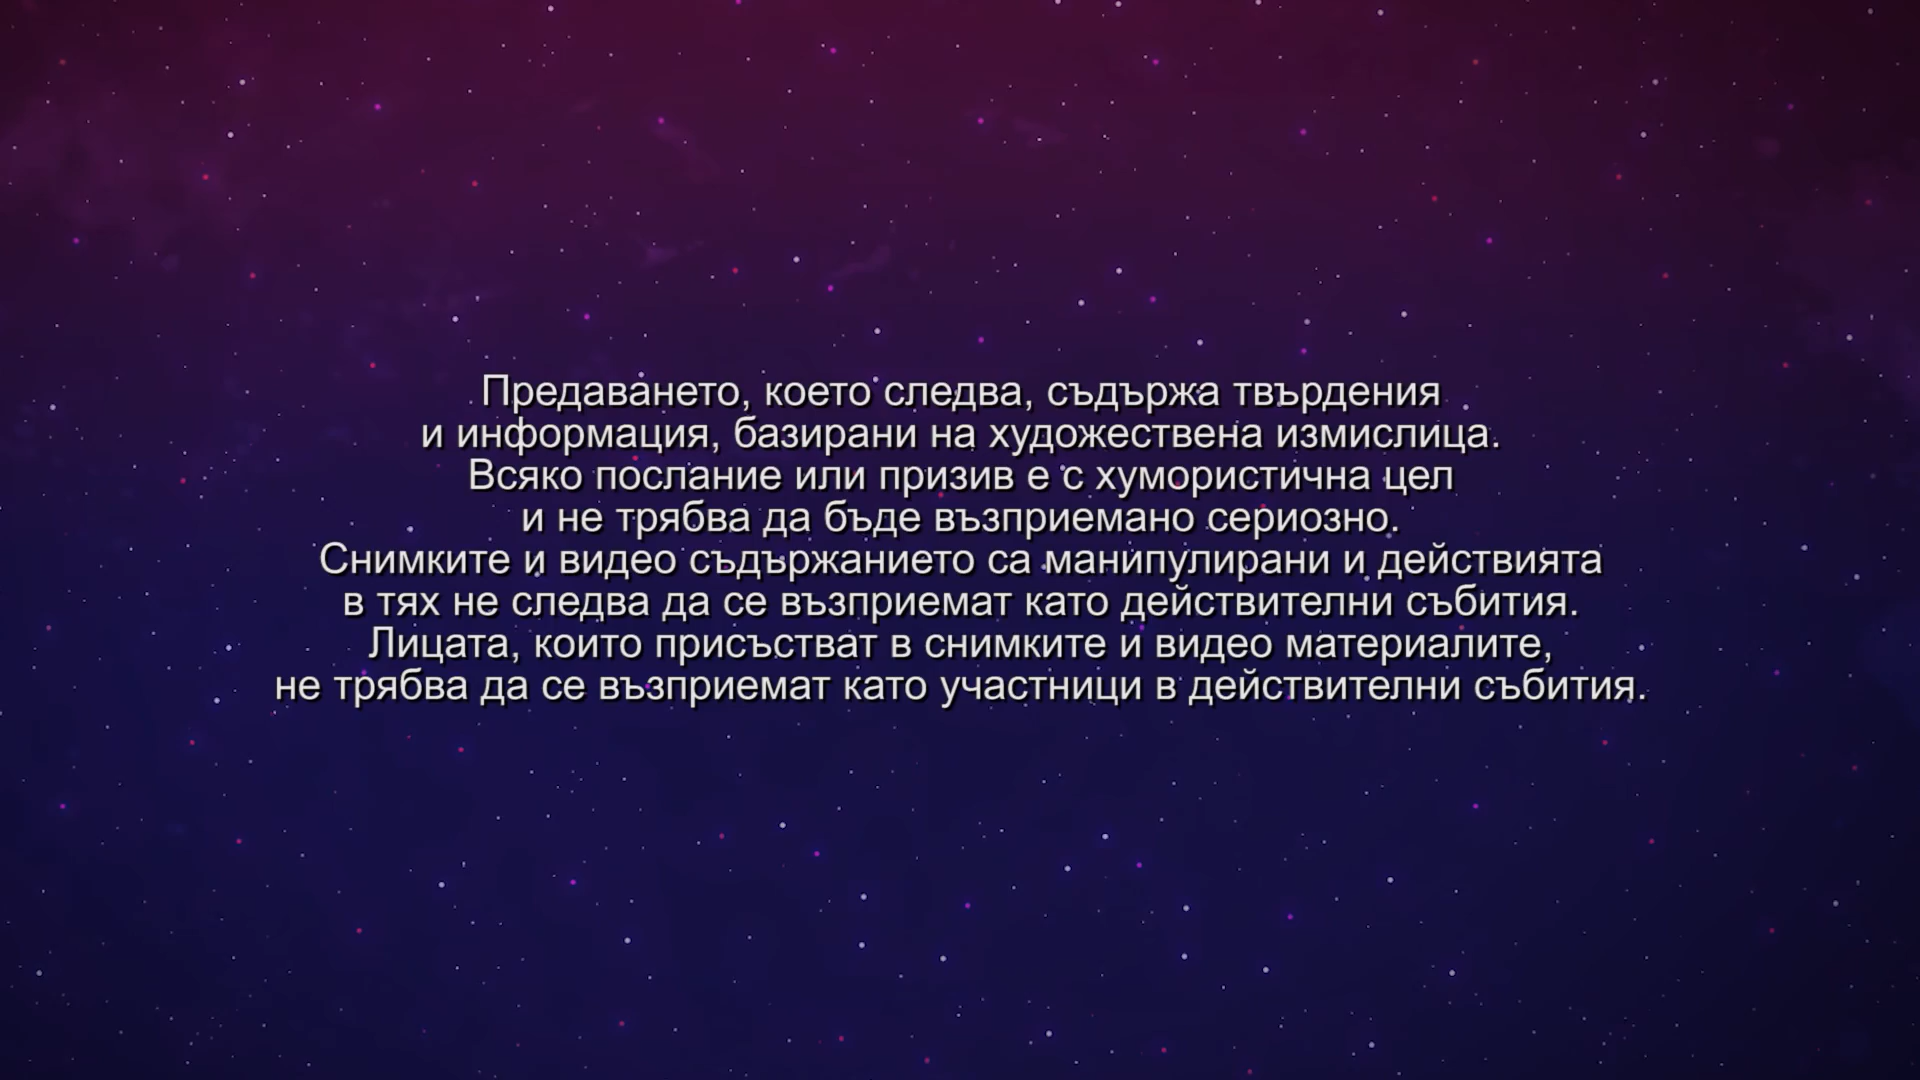 Предаването, което следва, съдържа твърдения
и информация, базирани на художествена измислица.
Всяко послание или призив е с хумористична цел
и не трябва да бъде възприемано сериозно.
Снимките и видео съдържанието са манипулирани и действията
в тях не следва да се възприемат като действителни събития.
Лицата, които присъстват в снимките и видео материалите,
не трябва да се възприемат като участници в действителни събития.